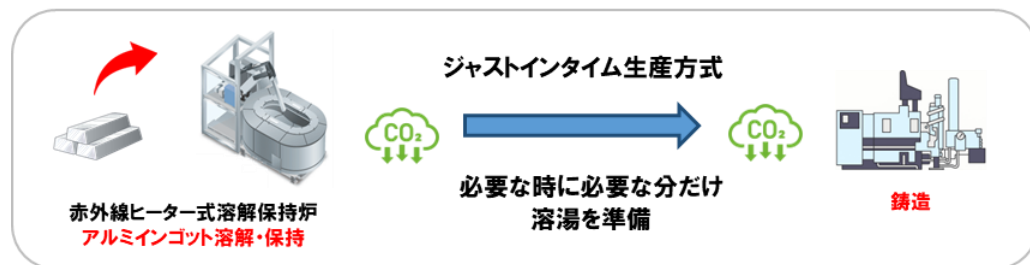 ジャストインタイム生産方式
CO₂
CO₂
必要な時に必要な分だけ
溶湯を準備
赤外線ヒーター式溶解保持炉
アルミインゴット溶解・保持
鋳造